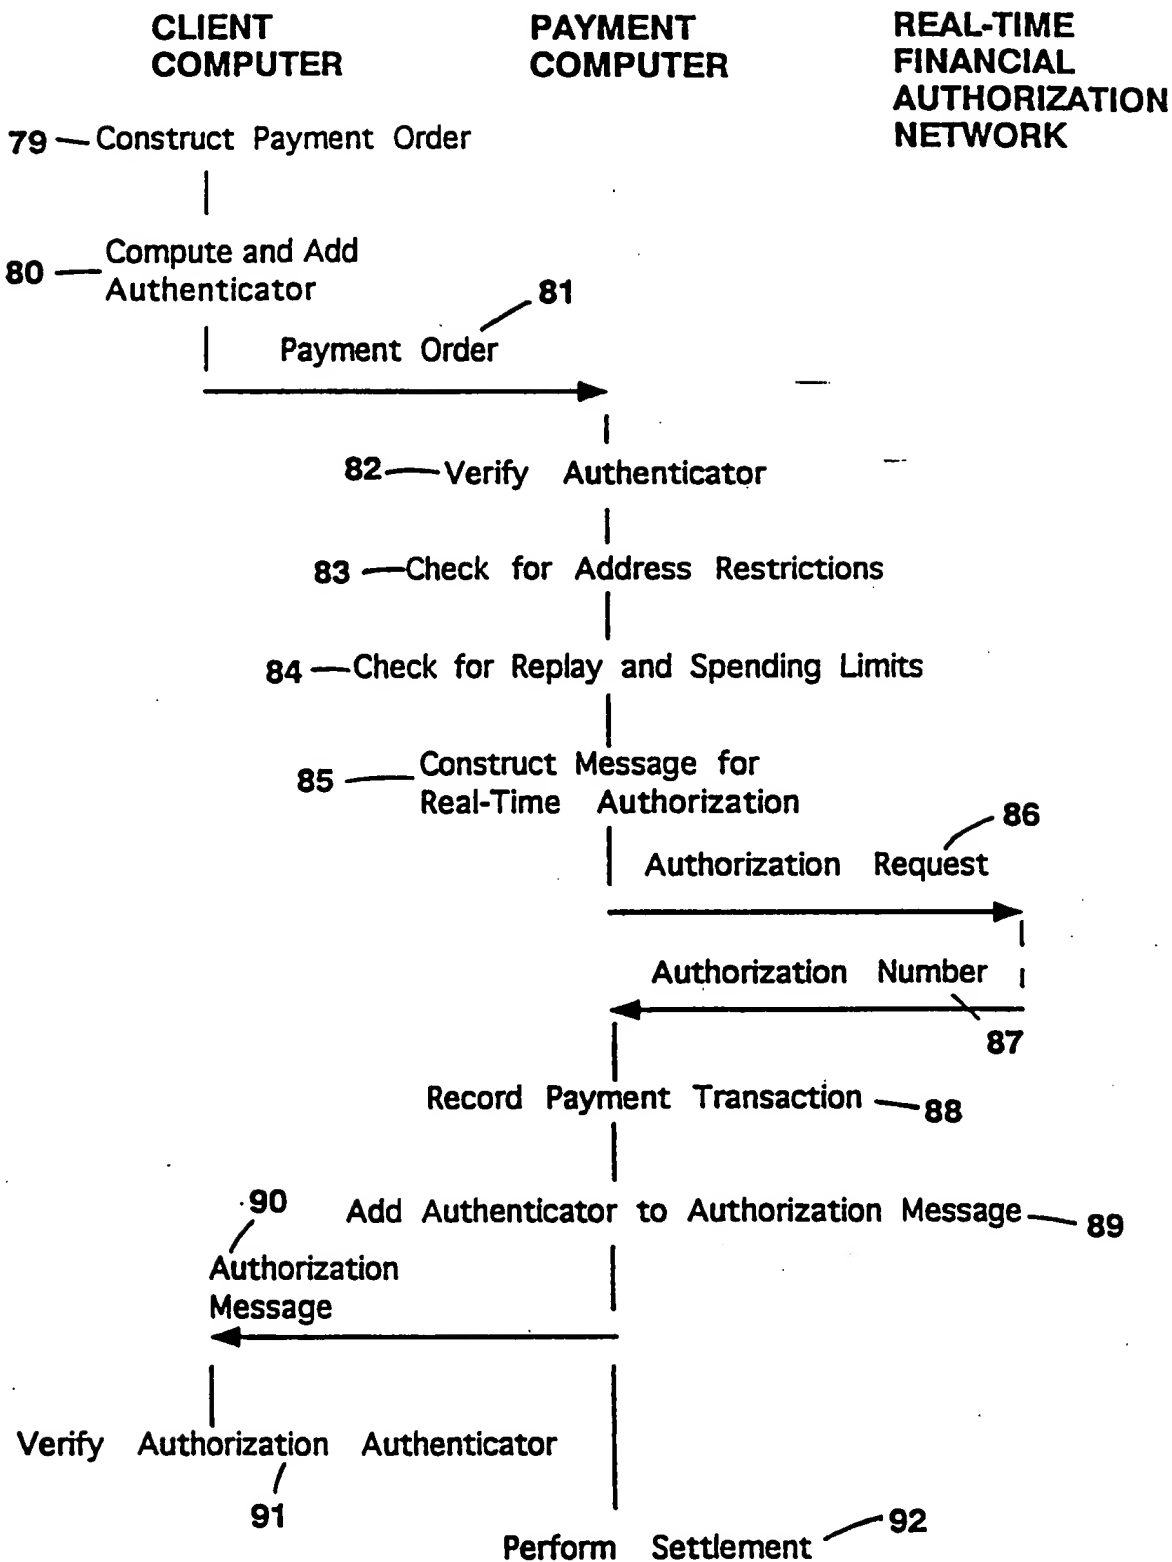 CLIENT
COMPUTER
PAYMENT
COMPUTER
REAL-TIME
FINANCIAL
AUTHORIZATION
NETWORK
79
Construct Payment Order
80
Compute and Add
Authenticator
81
Payment Order
82
Verify Authenticator
83
Check for Address Restrictions
84
Check for Replay and Spending Limits
85
Construct Message for
Real-Time Authorization
86
Authorization Request
Authorization Number
87
Record Payment Transaction
88
90
Add Authenticator to Authorization Message
89
Authorization
Message
Verify Authorization Authenticator
91
92
Perform Settlement